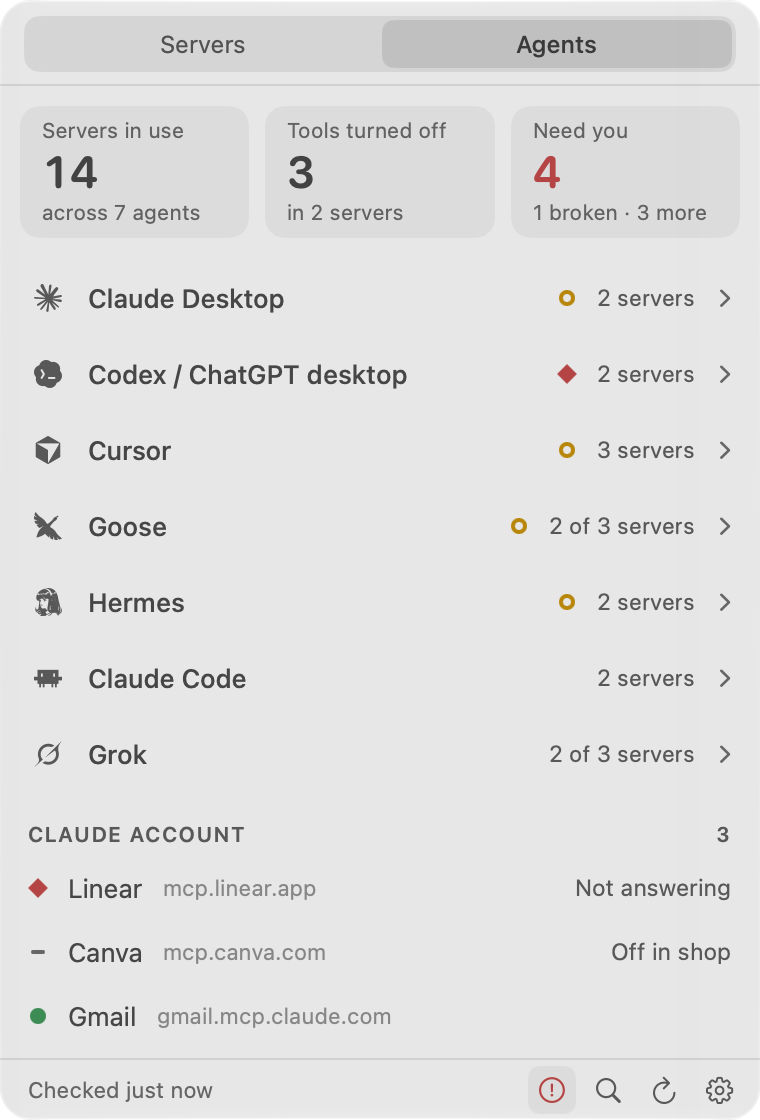 Servers
Agents
Servers in use
14
across 7 agents
Tools turned off
3
in 2 servers
Need you
4
1 broken · 3 more
Claude Desktop
2 servers
Codex / ChatGPT desktop
2 servers
Cursor
3 servers
Goose
2 of 3 servers
Hermes
2 servers
Claude Code
2 servers
Grok
2 of 3 servers
CLAUDE ACCOUNT
3
Linear mcp.linear.app
Not answering
Canva mcp.canva.com
Off in shop
Gmail gmail.mcp.claude.com
Checked just now